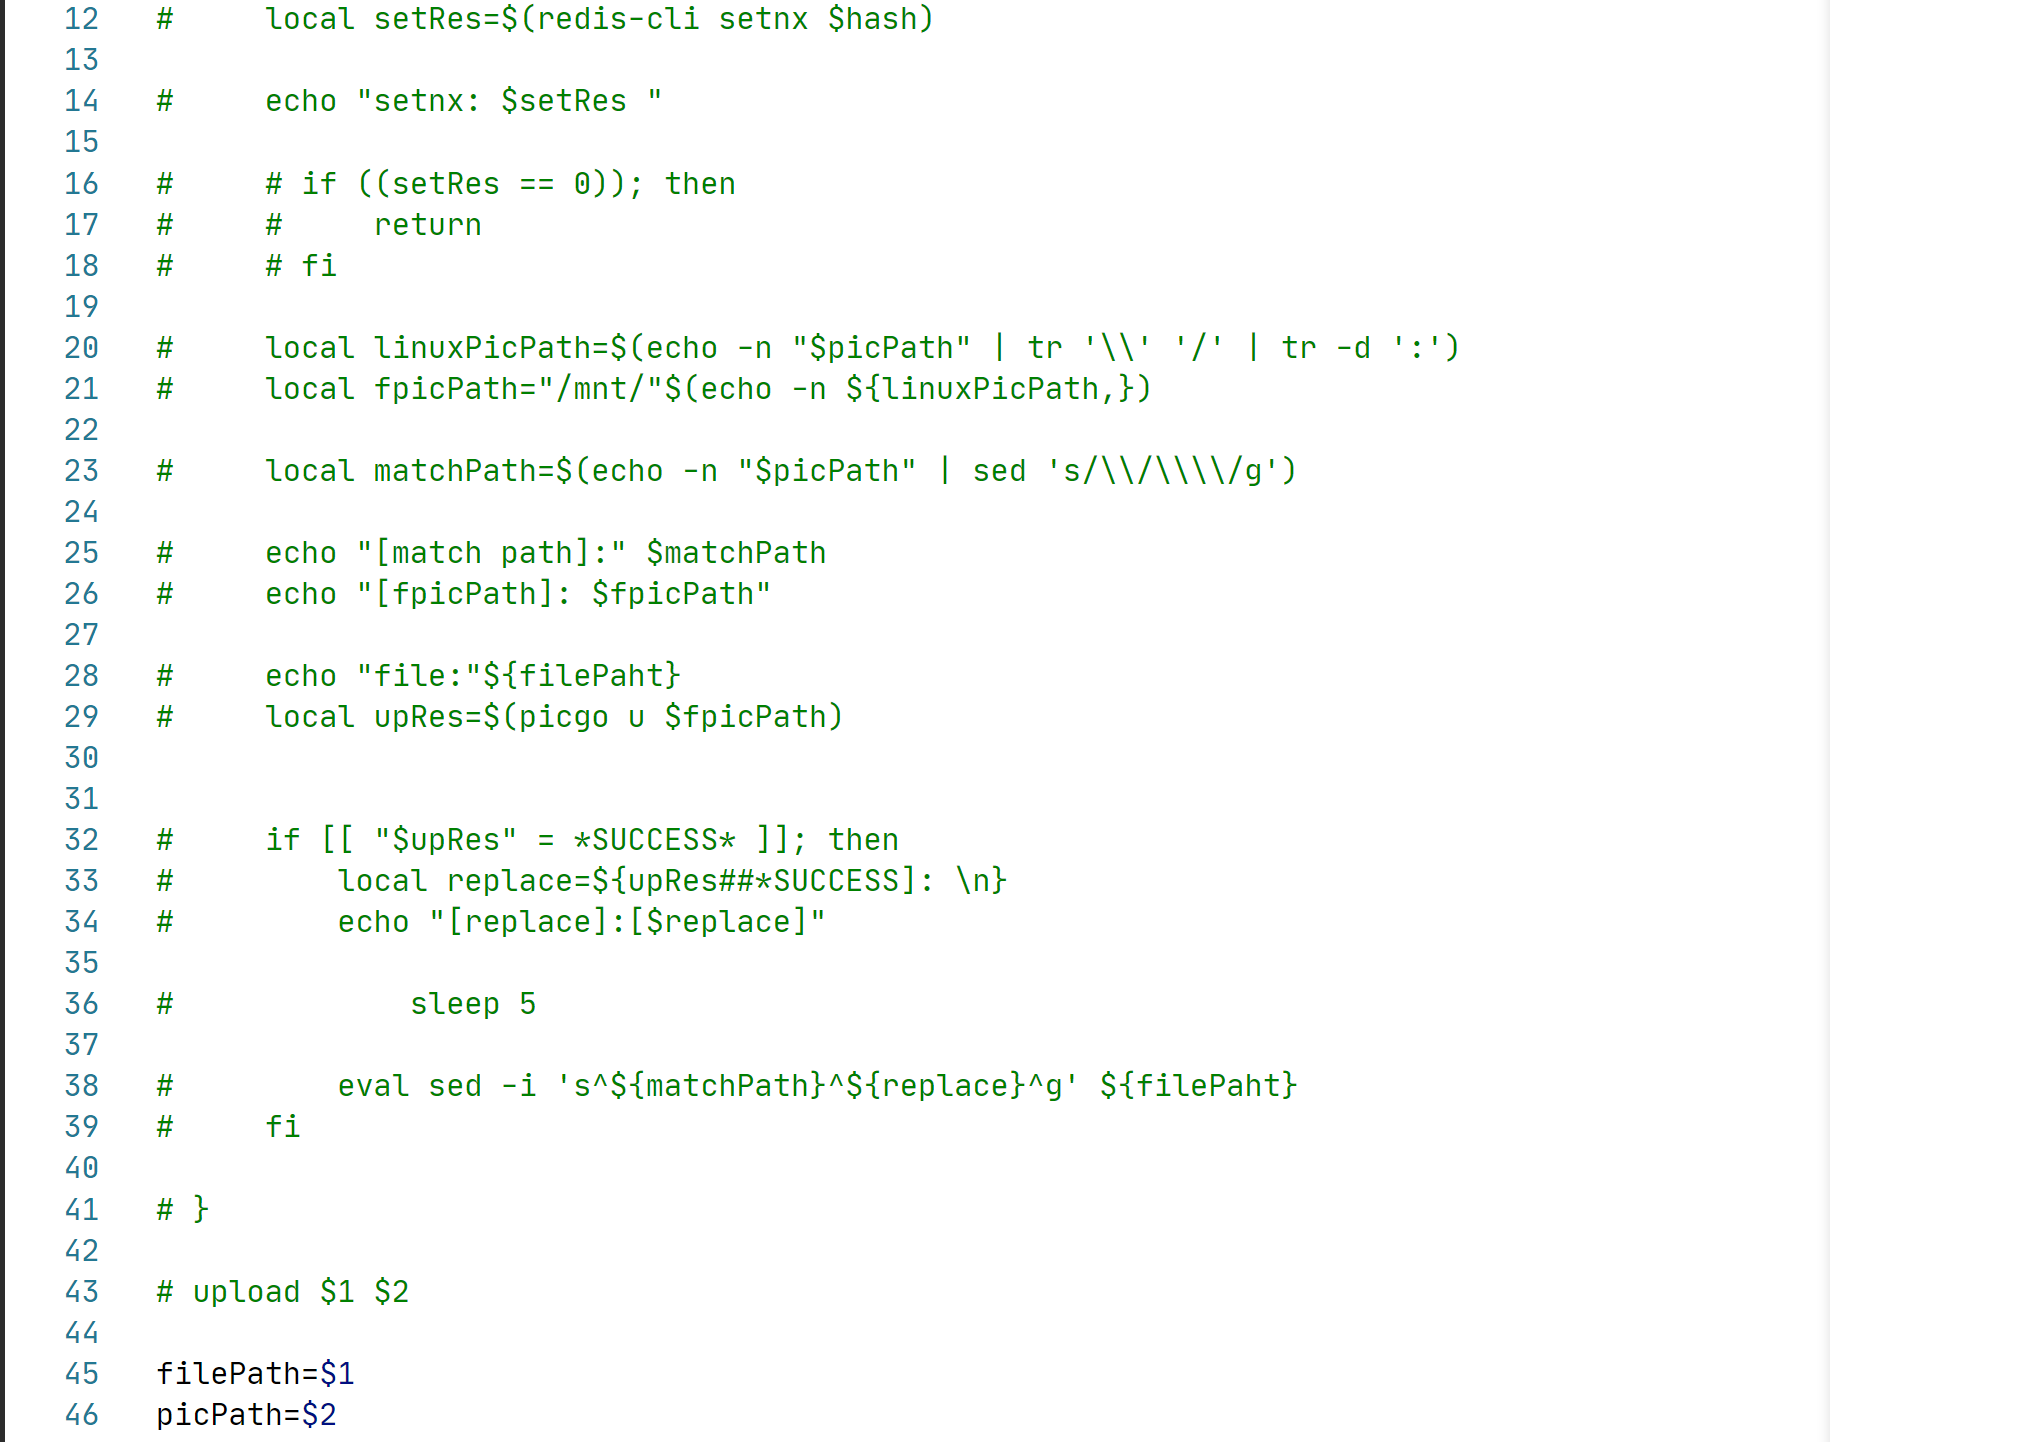 12 #     local setRes=$(redis-cli setnx $hash)
13
14 #     echo "setnx: $setRes "
15
16 #     # if ((setRes == 0)); then
17 #     #     return
18 #     # fi
19
20 #     local linuxPicPath=$(echo -n "$picPath" | tr '\\' '/' | tr -d ':')
21 #     local fpicPath="/mnt/"$(echo -n ${linuxPicPath,})
22
23 #     local matchPath=$(echo -n "$picPath" | sed 's/\\/\\\\/g')
24
25 #     echo "[match path]:" $matchPath
26 #     echo "[fpicPath]: $fpicPath"
27
28 #     echo "file:"${filePaht}
29 #     local upRes=$(picgo u $fpicPath)
30
31
32 #     if [[ "$upRes" = *SUCCESS* ]]; then
33 #         local replace=${upRes##*SUCCESS]: \n}
34 #         echo "[replace]:[$replace]"
35
36 #             sleep 5
37
38 #         eval sed -i 's^${matchPath}^${replace}^g' ${filePaht}
39 #     fi
40
41 # }
42
43 # upload $1 $2
44
45 filePath=$1
46 picPath=$2